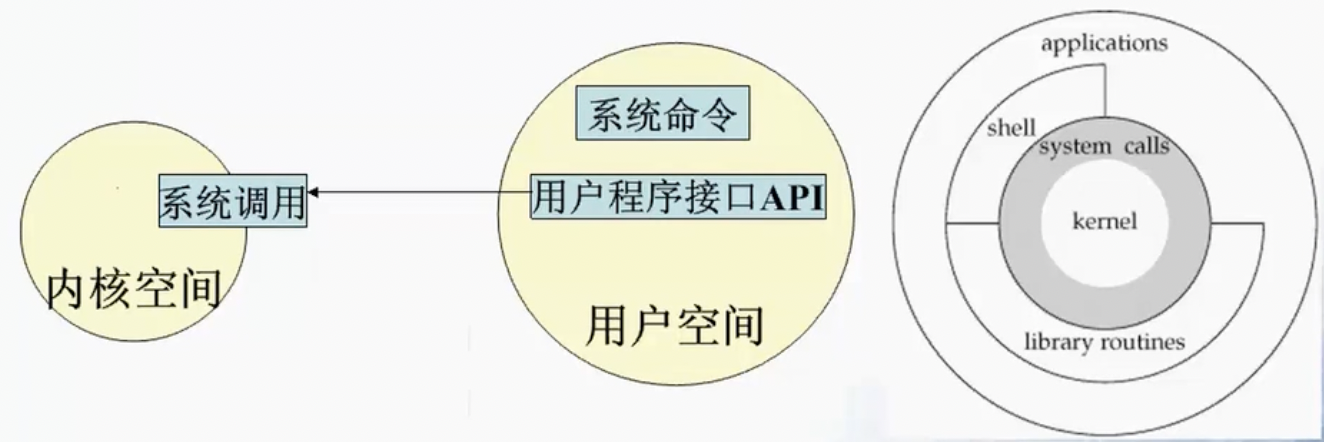 系统调用
内核空间
系统命令
用户程序接口API
用户空间
applications
shell
system calls
kernel
library routines